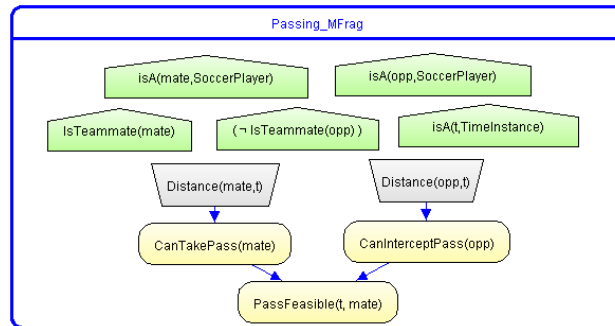 Passing_MFrag
isA(mate,SoccerPlayer)
isA(opp,SoccerPlayer)
IsTeammate(mate)
(¬ IsTeammate(opp) )
isA(t,TimeInstance)
Distance(mate,t)
Distance(opp,t)
CanTakePass(mate)
CanInterceptPass(opp)
PassFeasible(t, mate)